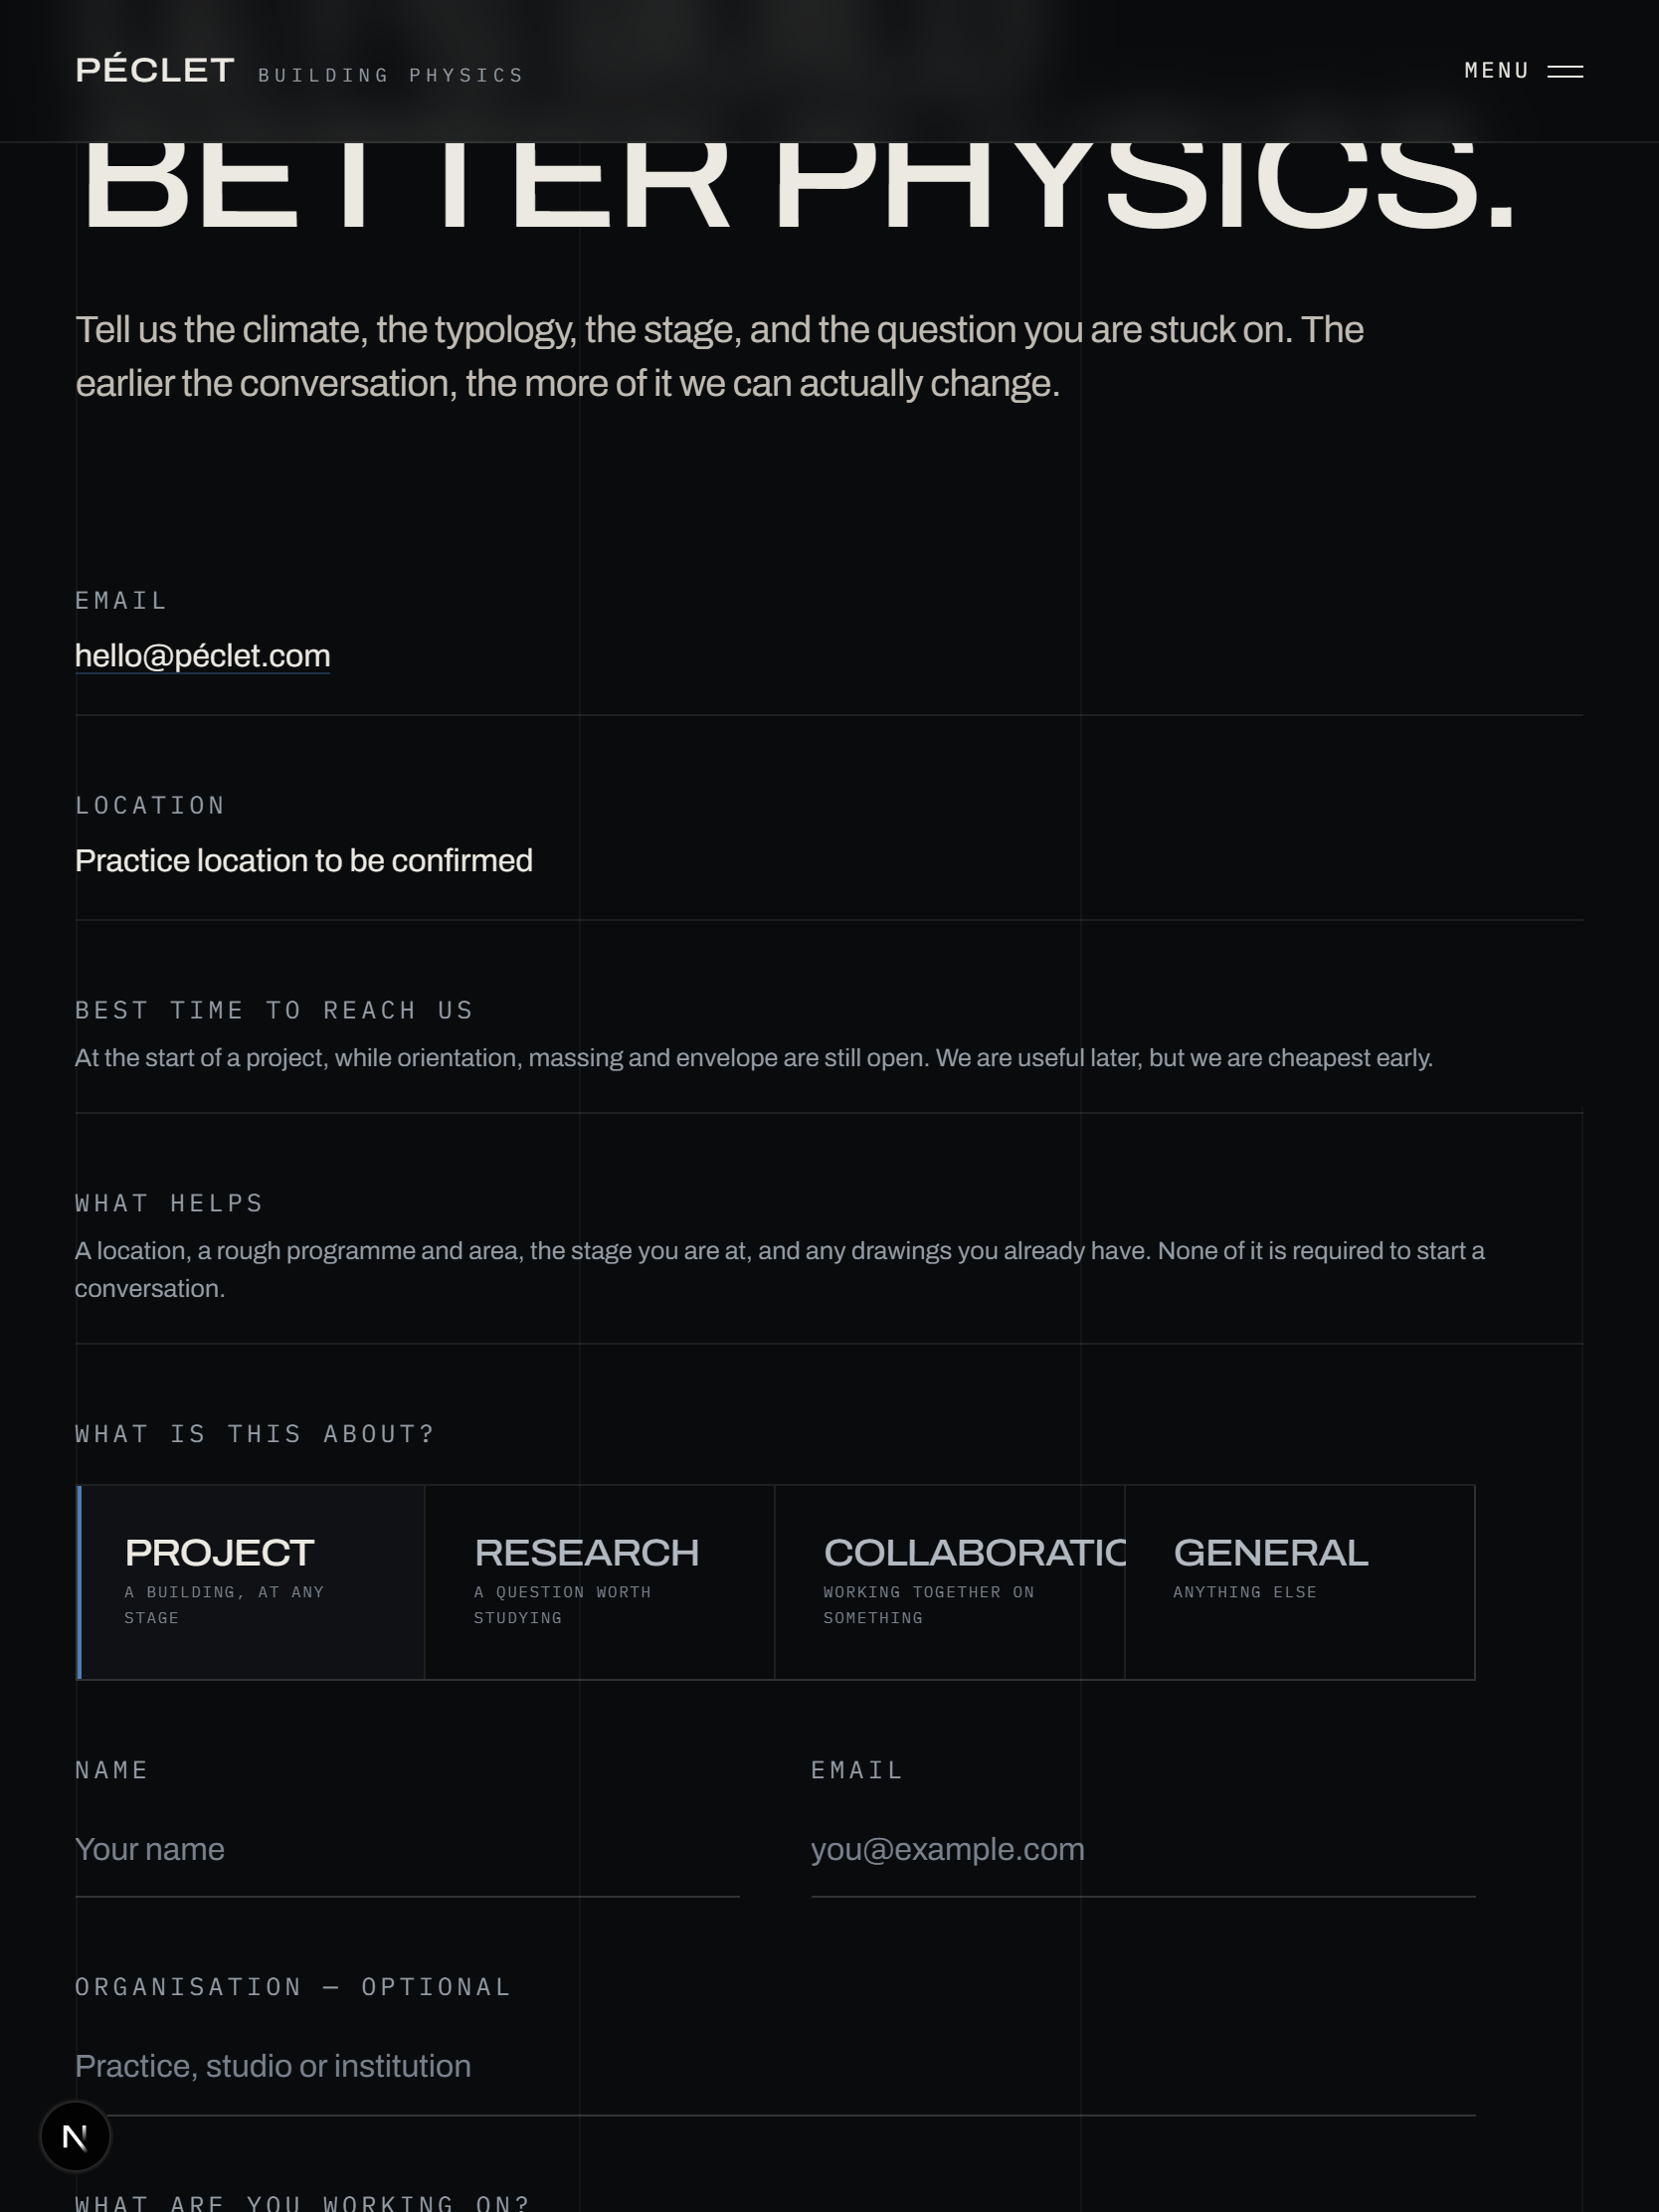 PÉCLET BUILDING PHYSICS
MENU
BETTER PHYSICS.
Tell us the climate, the typology, the stage, and the question you are stuck on. The
earlier the conversation, the more of it we can actually change.
EMAIL
hello@péclet.com
LOCATION
Practice location to be confirmed
BEST TIME TO REACH US
At the start of a project, while orientation, massing and envelope are still open. We are useful later, but we are cheapest early.
WHAT HELPS
A location, a rough programme and area, the stage you are at, and any drawings you already have. None of it is required to start a
conversation.
WHAT IS THIS ABOUT?
PROJECT
A BUILDING, AT ANY
STAGE
RESEARCH
A QUESTION WORTH
STUDYING
COLLABORATIO
WORKING TOGETHER ON
SOMETHING
GENERAL
ANYTHING ELSE
NAME
Your name
EMAIL
you@example.com
ORGANISATION — OPTIONAL
Practice, studio or institution
N
WHAT ARE YOU WORKING ON?